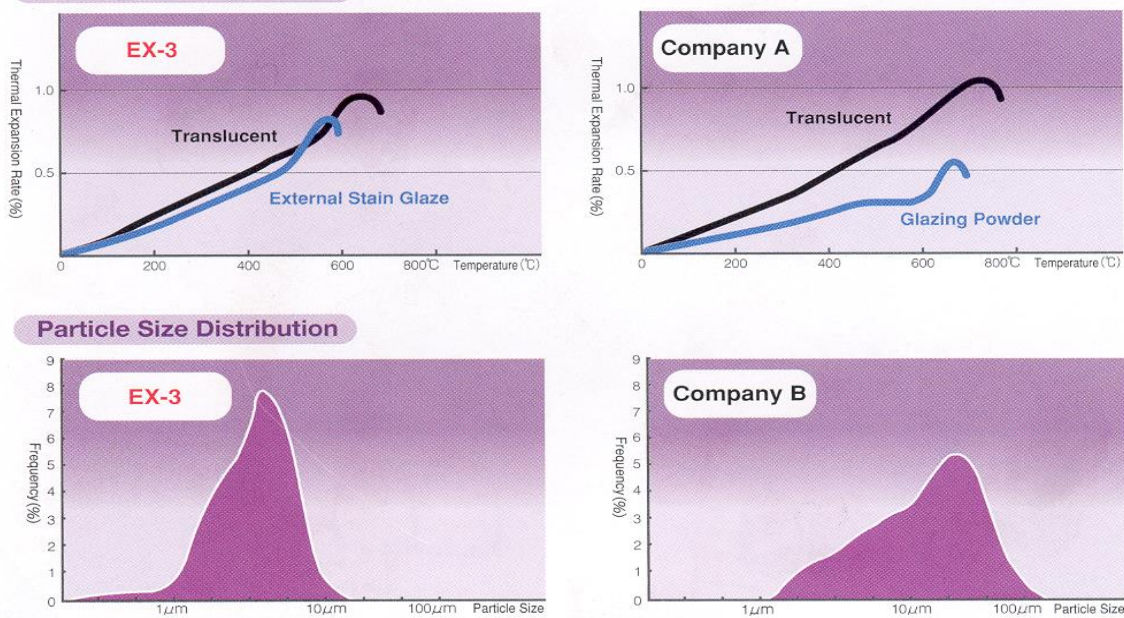 EX-3
Thermal Expansion Rate (%)
1.0
0.5
Translucent
External Stain Glaze
0 200 400 600 800℃ Temperature (℃)
Company A
Thermal Expansion Rate (%)
1.0
0.5
Translucent
Glazing Powder
0 200 400 600 800℃ Temperature (℃)
Particle Size Distribution
EX-3
Frequency (%)
9
8
7
6
5
4
3
2
1
0
1μm 10μm 100μm Particle Size
Company B
Frequency (%)
9
8
7
6
5
4
3
2
1
0
1μm 10μm 100μm Particle Size